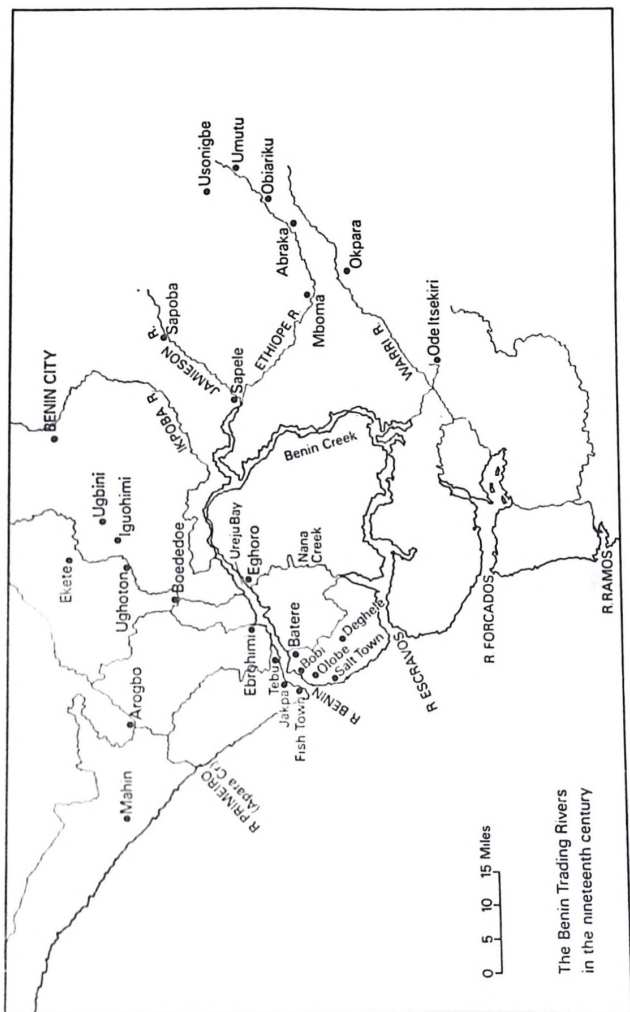 BENIN CITY
Usonigbe
Umutu
Obiariku
Abraka
Okpara
Mboma
Sapoba
JAMIESON R.
Sapele
ETHIOPE R
WARRI R
Ode Itsekiri
IKPOBA R
Ugbini
Iguohimi
Ekete
Ughoton
Boededoe
Benin Creek
Ureju Bay
Eghoro
Nana
Creek
Arogbo
Mahin
Ebrohimi
Tebu
Jakpa
Fish Town
Batere
Bobi
Olobe
Salt Town
Deghele
R BENIN
R ESCRAVOS
R FORCADOS
R. RAMOS
R PRIMEIRO
(Apara Cr)
0 5 10 15 Miles
The Benin Trading Rivers
in the nineteenth century